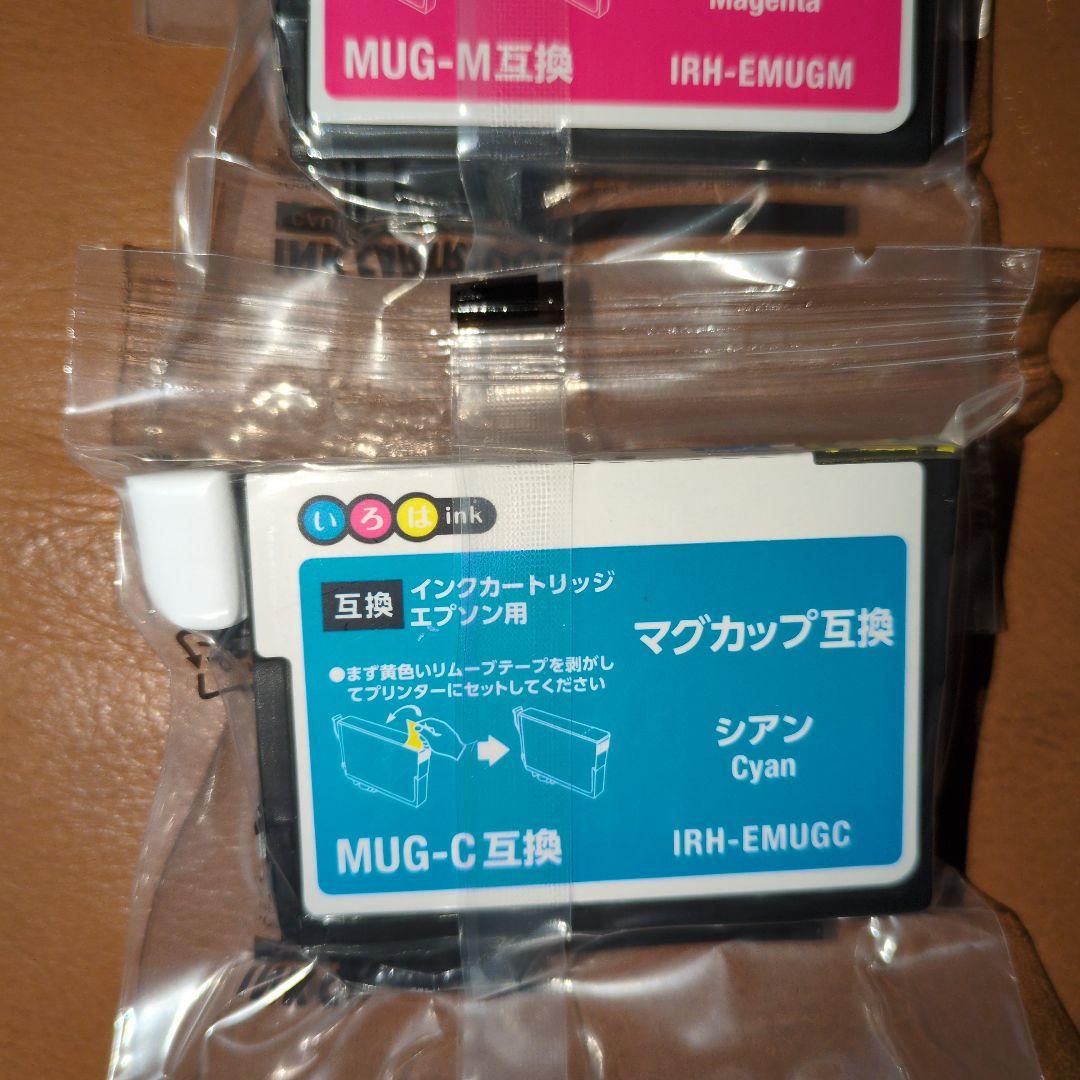 Magenta
MUG-M互換
IRH-EMUGM
INK CARTR
いろは ink
互換
インクカートリッジ
エプソン用
マグカップ互換
●まず黄色いリムーブテープを剥がし
てプリンターにセットしてください
シアン
Cyan
MUG-C互換
IRH-EMUGC